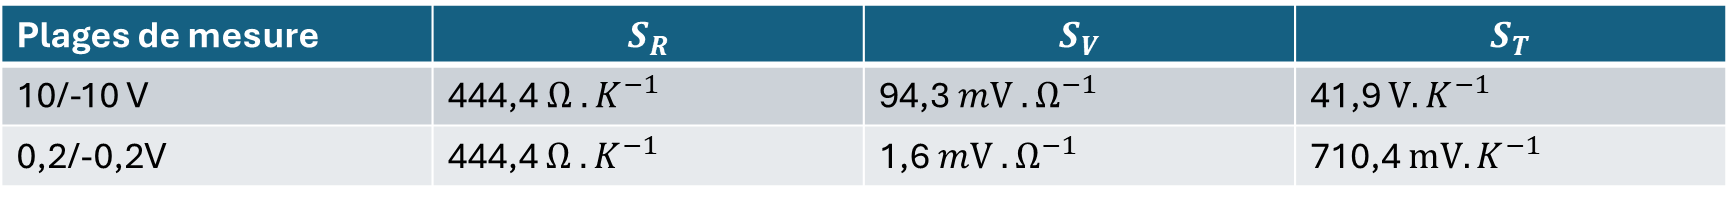 Plages de mesure S_R S_V S_T
10/-10 V 444,4 Ω . K⁻¹ 94,3 mV . Ω⁻¹ 41,9 V. K⁻¹
0,2/-0,2V 444,4 Ω . K⁻¹ 1,6 mV . Ω⁻¹ 710,4 mV. K⁻¹